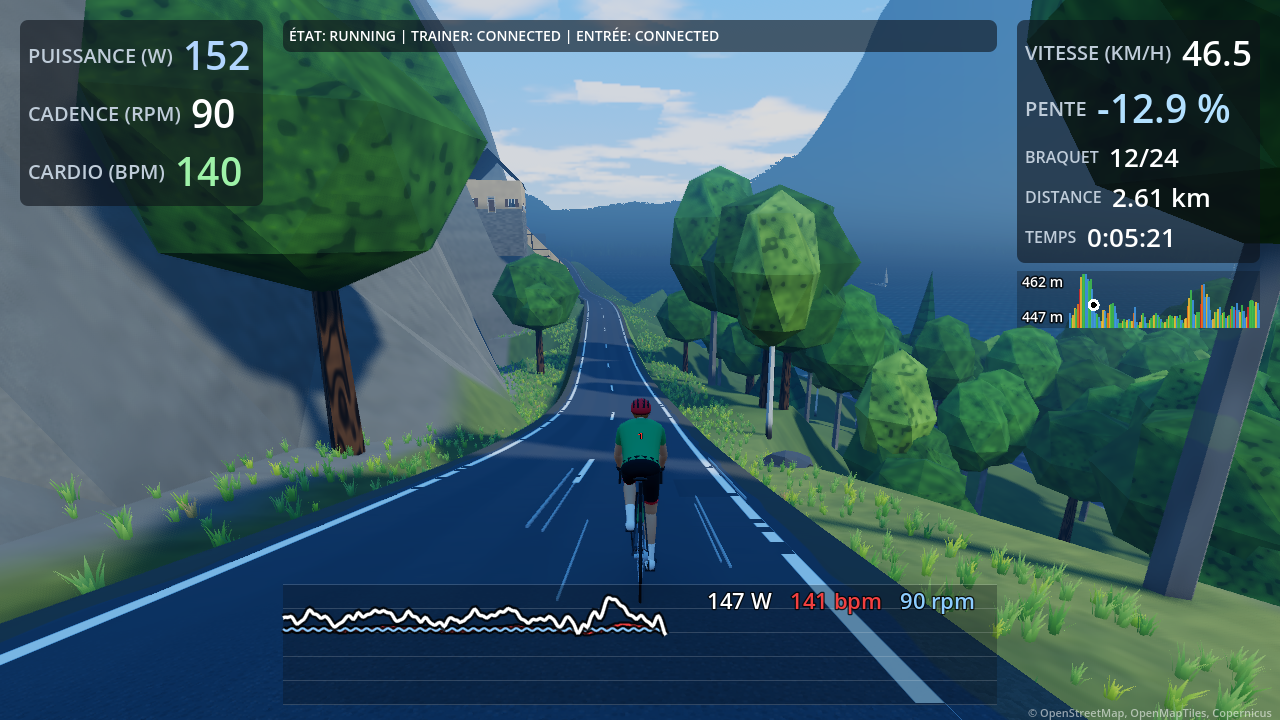 PUISSANCE (W) 152
CADENCE (RPM) 90
CARDIO (BPM) 140
ÉTAT: RUNNING | TRAINER: CONNECTED | ENTRÉE: CONNECTED
VITESSE (KM/H) 46.5
PENTE -12.9 %
BRAQUET 12/24
DISTANCE 2.61 km
TEMPS 0:05:21
462 m
447 m
147 W 141 bpm 90 rpm
© OpenStreetMap, OpenMapTiles, Copernicus